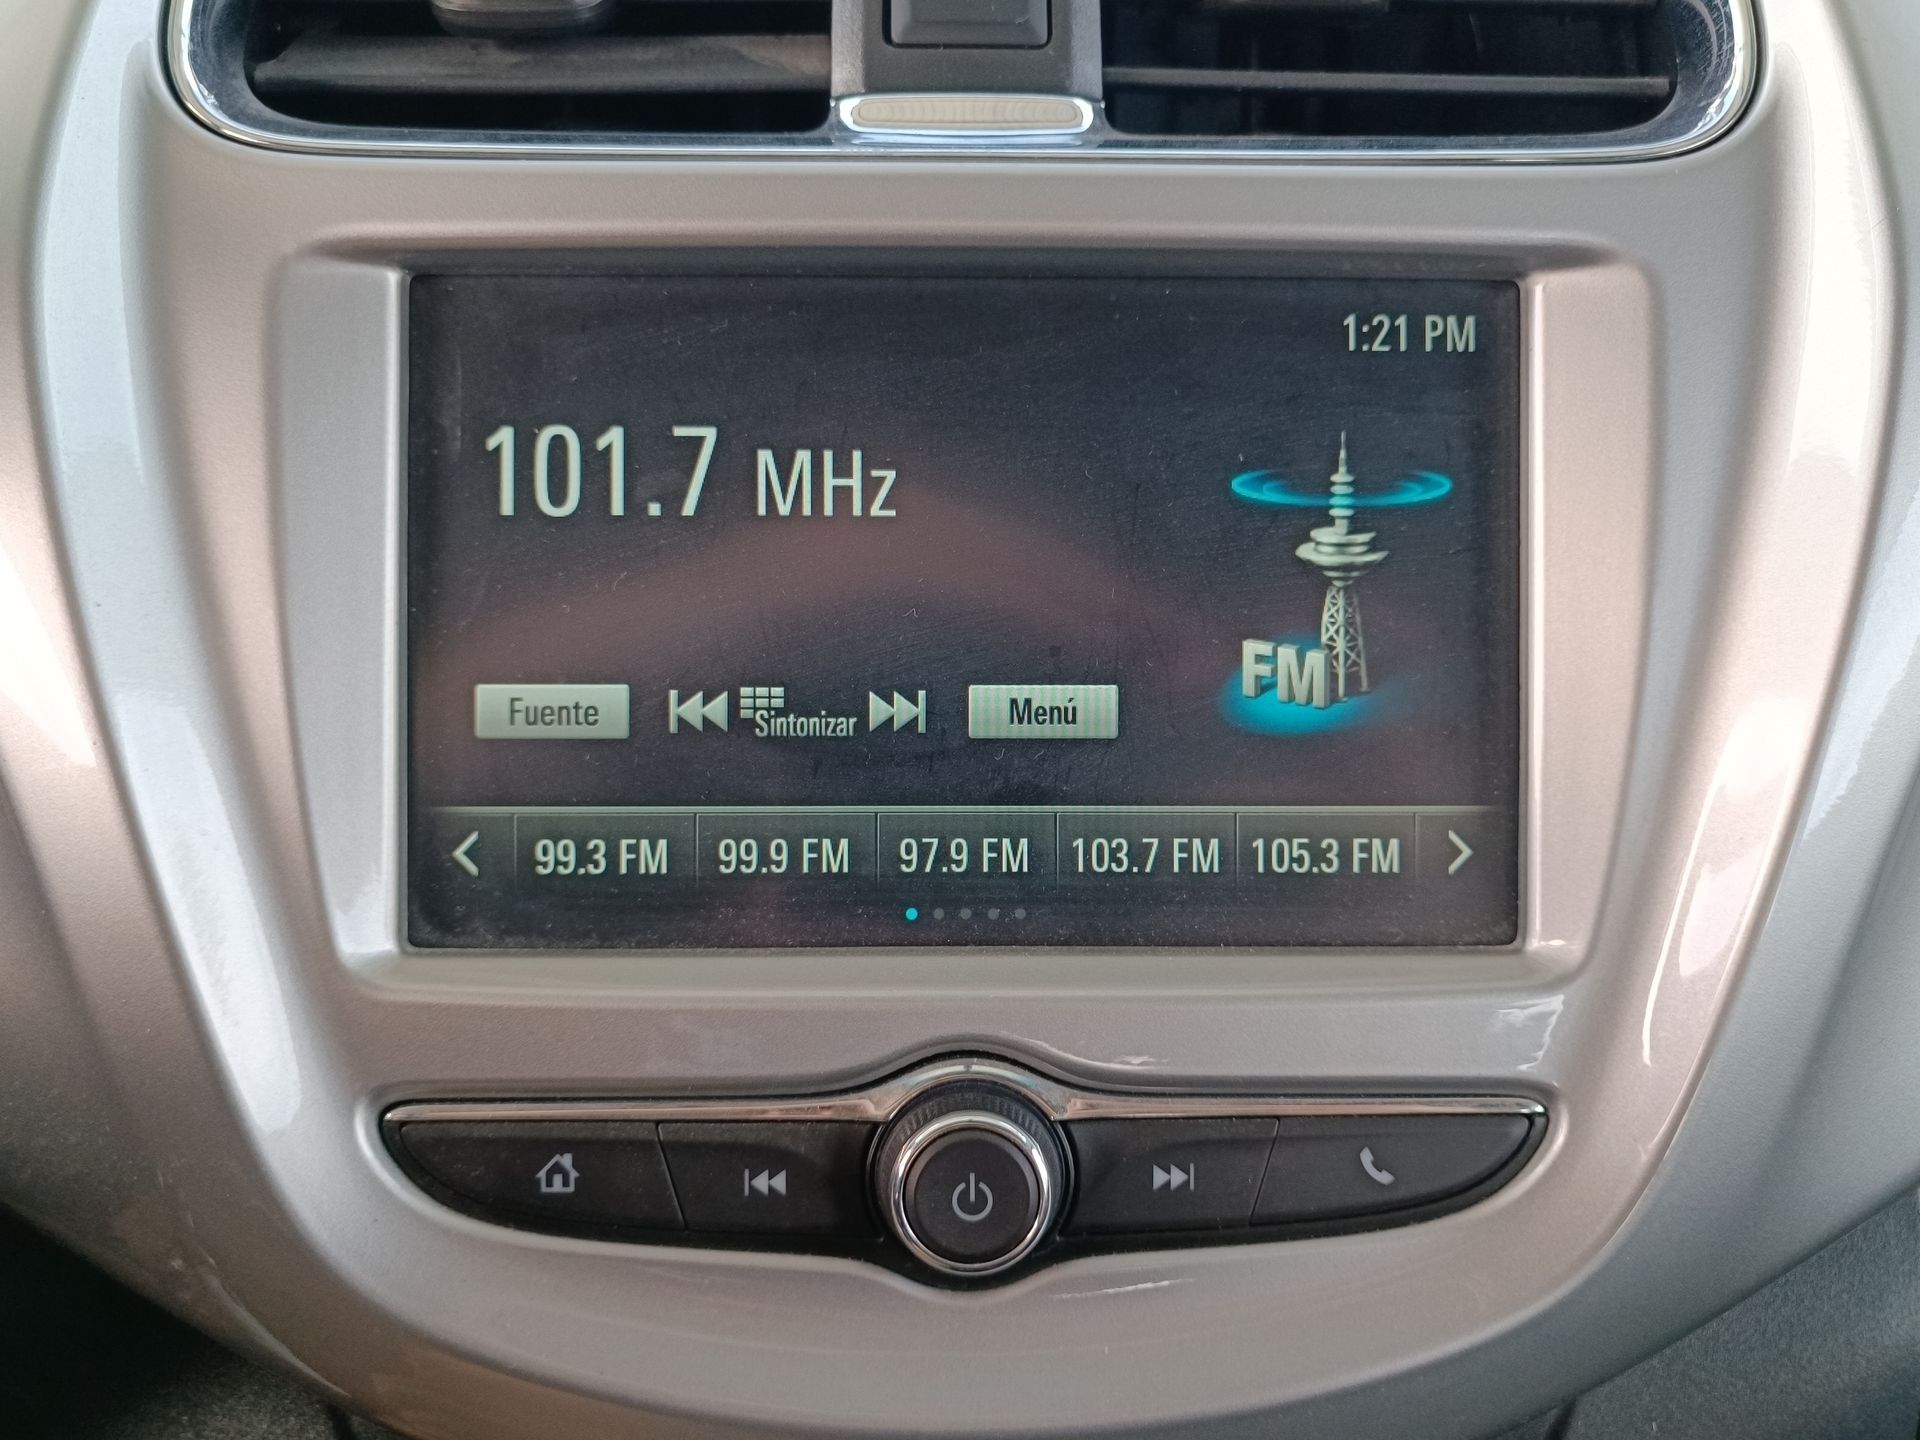 1:21 PM
101.7 MHz
FM
Fuente Sintonizar Menú
99.3 FM 99.9 FM 97.9 FM 103.7 FM 105.3 FM